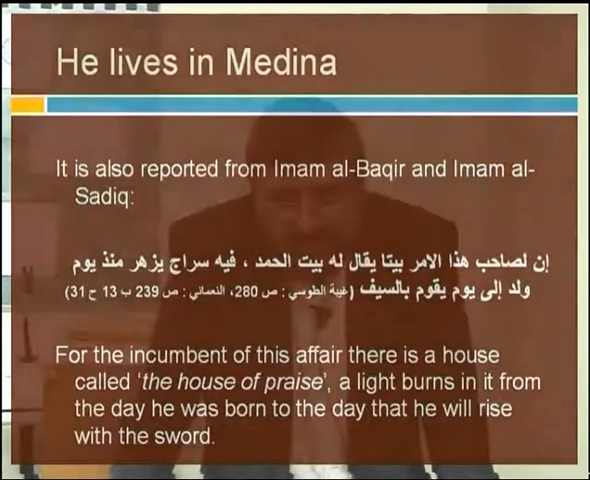 He lives in Medina
It is also reported from Imam al-Baqir and Imam al-
Sadiq:
إن لصاحب هذا الامر بيتا يقال له بيت الحمد ، فيه سراج يزهر منذ يوم
ولد إلى يوم يقوم بالسيف (غيبة الطوسي : ص 280، النعماني : ص 239 ب 13 ح 31)
For the incumbent of this affair there is a house
called ‘the house of praise’, a light burns in it from
the day he was born to the day that he will rise
with the sword.